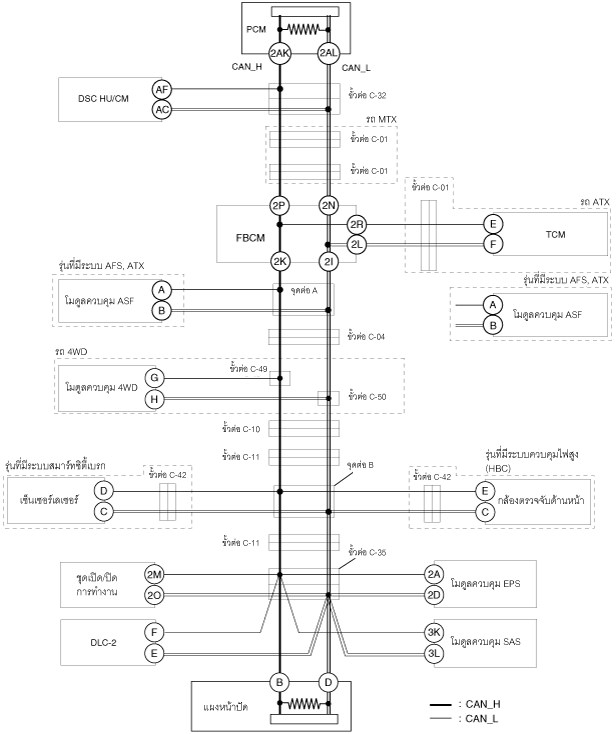 PCM
2AK
2AL
CAN_H
CAN_L
DSC HU/CM
AF
AC
ขั้วต่อ C-32
รถ MTX
ขั้วต่อ C-01
ขั้วต่อ C-01
ขั้วต่อ C-01
รถ ATX
2P
2N
FBCM
2R
2L
E
F
TCM
2K
2I
รุ่นที่มีระบบ AFS, ATX
โมดูลควบคุม ASF
A
B
จุดต่อ A
รุ่นที่มีระบบ AFS, ATX
A
B
โมดูลควบคุม ASF
ขั้วต่อ C-04
รถ 4WD
โมดูลควบคุม 4WD
G
H
ขั้วต่อ C-49
ขั้วต่อ C-50
ขั้วต่อ C-10
ขั้วต่อ C-11
จุดต่อ B
รุ่นที่มีระบบสมาร์ทซิตี้เบรก
ขั้วต่อ C-42
เซ็นเซอร์เลเซอร์
D
C
รุ่นที่มีระบบควบคุมไฟสูง
(HBC)
ขั้วต่อ C-42
E
C
กล้องตรวจจับด้านหน้า
ขั้วต่อ C-11
ขั้วต่อ C-35
ชุดเปิด/ปิด
การทำงาน
2M
2O
2A
2D
โมดูลควบคุม EPS
DLC-2
F
E
3K
3L
โมดูลควบคุม SAS
B
D
แผงหน้าปัด
: CAN_H
: CAN_L